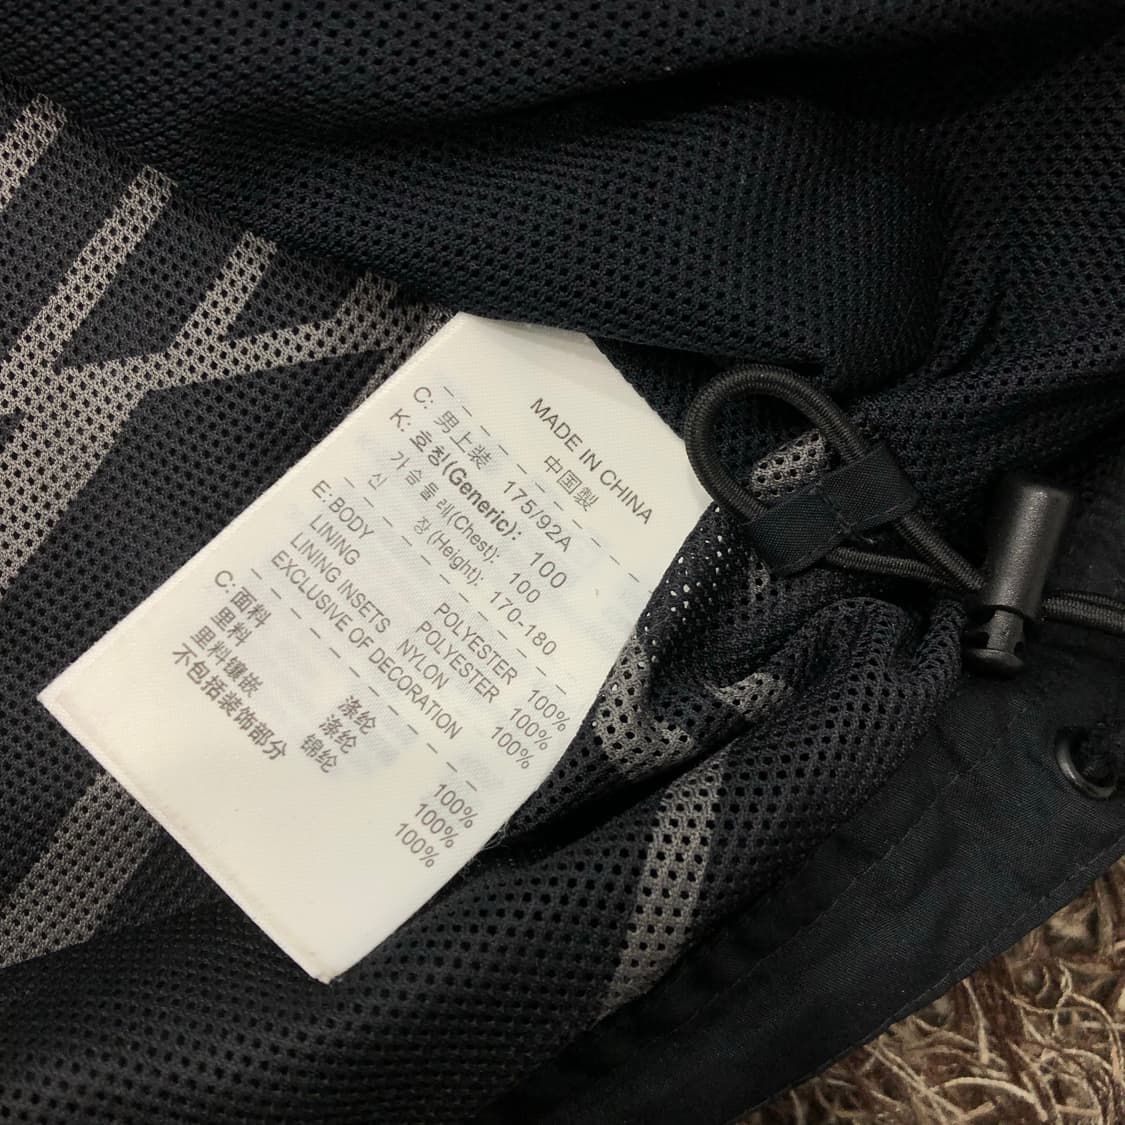 MADE IN CHINA
中国製
C: 男上装 175/92A
K: 호칭(Generic): 100
가슴둘레(Chest): 100
신 장(Height): 170-180
E:BODY POLYESTER 100%
LINING POLYESTER 100%
LINING INSETS NYLON 100%
EXCLUSIVE OF DECORATION
C:面料 涤纶 100%
里料 涤纶 100%
里料镶嵌 锦纶 100%
不包括装饰部分